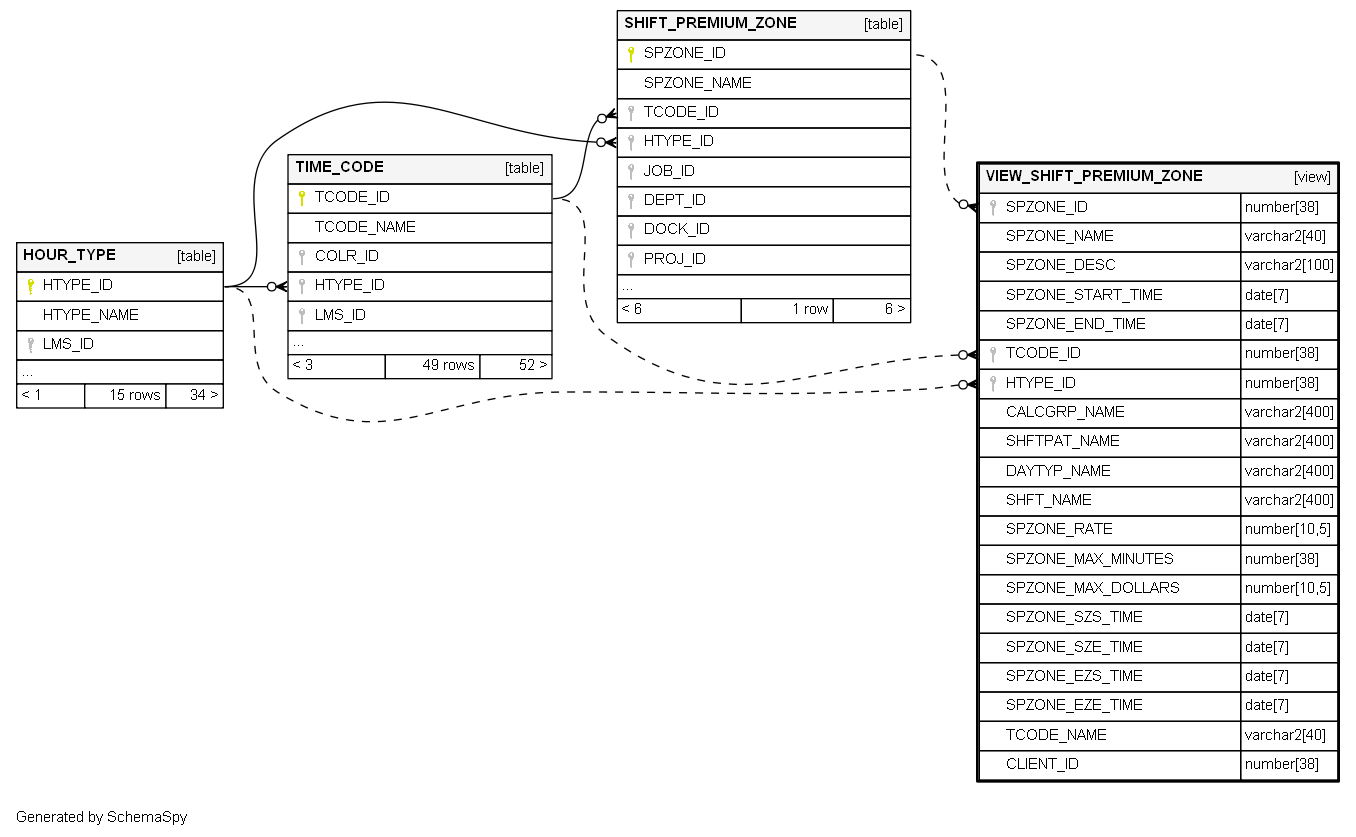 SHIFT_PREMIUM_ZONE [table]
SPZONE_ID
SPZONE_NAME
TCODE_ID
HTYPE_ID
JOB_ID
DEPT_ID
DOCK_ID
PROJ_ID
...
< 6 1 row 6 >
TIME_CODE [table]
TCODE_ID
TCODE_NAME
COLR_ID
HTYPE_ID
LMS_ID
...
< 3 49 rows 52 >
HOUR_TYPE [table]
HTYPE_ID
HTYPE_NAME
LMS_ID
...
< 1 15 rows 34 >
VIEW_SHIFT_PREMIUM_ZONE [view]
SPZONE_ID number[38]
SPZONE_NAME varchar2[40]
SPZONE_DESC varchar2[100]
SPZONE_START_TIME date[7]
SPZONE_END_TIME date[7]
TCODE_ID number[38]
HTYPE_ID number[38]
CALCGRP_NAME varchar2[400]
SHFTPAT_NAME varchar2[400]
DAYTYP_NAME varchar2[400]
SHFT_NAME varchar2[400]
SPZONE_RATE number[10,5]
SPZONE_MAX_MINUTES number[38]
SPZONE_MAX_DOLLARS number[10,5]
SPZONE_SZS_TIME date[7]
SPZONE_SZE_TIME date[7]
SPZONE_EZS_TIME date[7]
SPZONE_EZE_TIME date[7]
TCODE_NAME varchar2[40]
CLIENT_ID number[38]
Generated by SchemaSpy